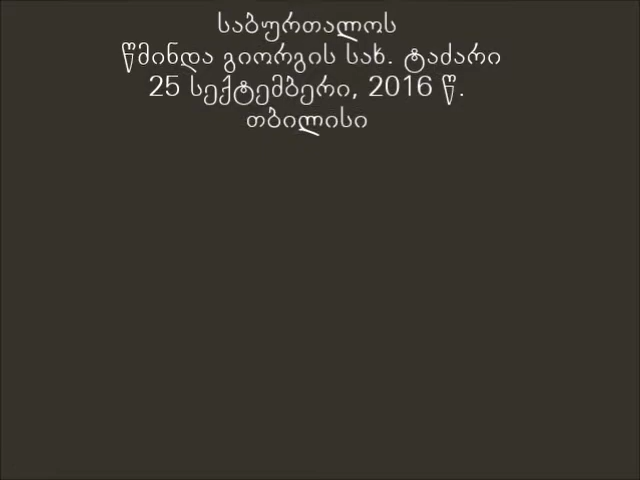 საბურთალოს
წმინდა გიორგის სახ. ტაძარი
25 სექტემბერი, 2016 წ.
თბილისი